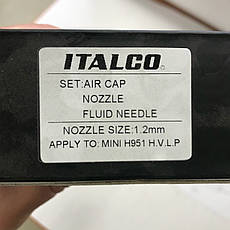 ITALCO
SET:AIR CAP
NOZZLE
FLUID NEEDLE
NOZZLE SIZE:1.2mm
APPLY TO: MINI H951 H.V.L.P